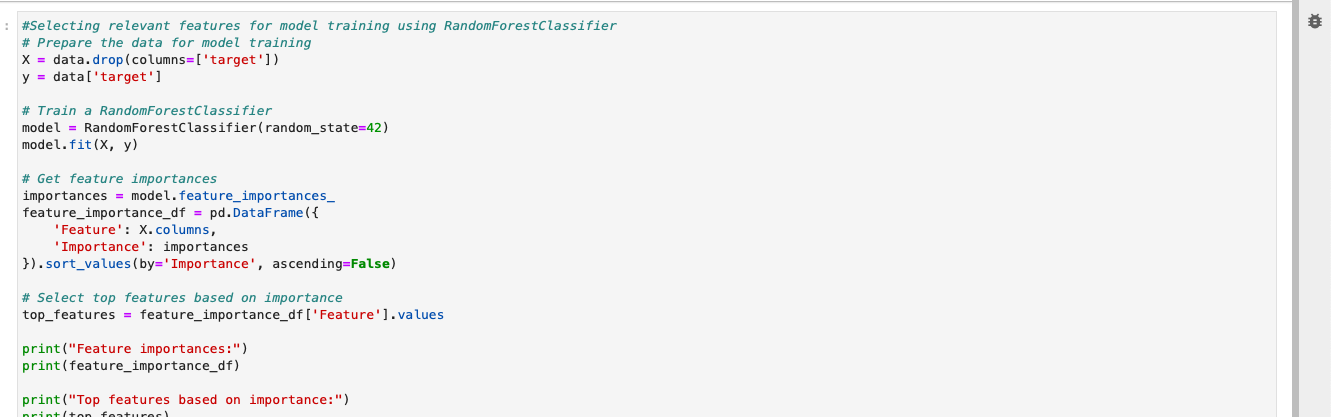 :
#Selecting relevant features for model training using RandomForestClassifier
# Prepare the data for model training
X = data.drop(columns=['target'])
y = data['target']

# Train a RandomForestClassifier
model = RandomForestClassifier(random_state=42)
model.fit(X, y)

# Get feature importances
importances = model.feature_importances_
feature_importance_df = pd.DataFrame({
    'Feature': X.columns,
    'Importance': importances
}).sort_values(by='Importance', ascending=False)

# Select top features based on importance
top_features = feature_importance_df['Feature'].values

print("Feature importances:")
print(feature_importance_df)

print("Top features based on importance:")
print(top_features)